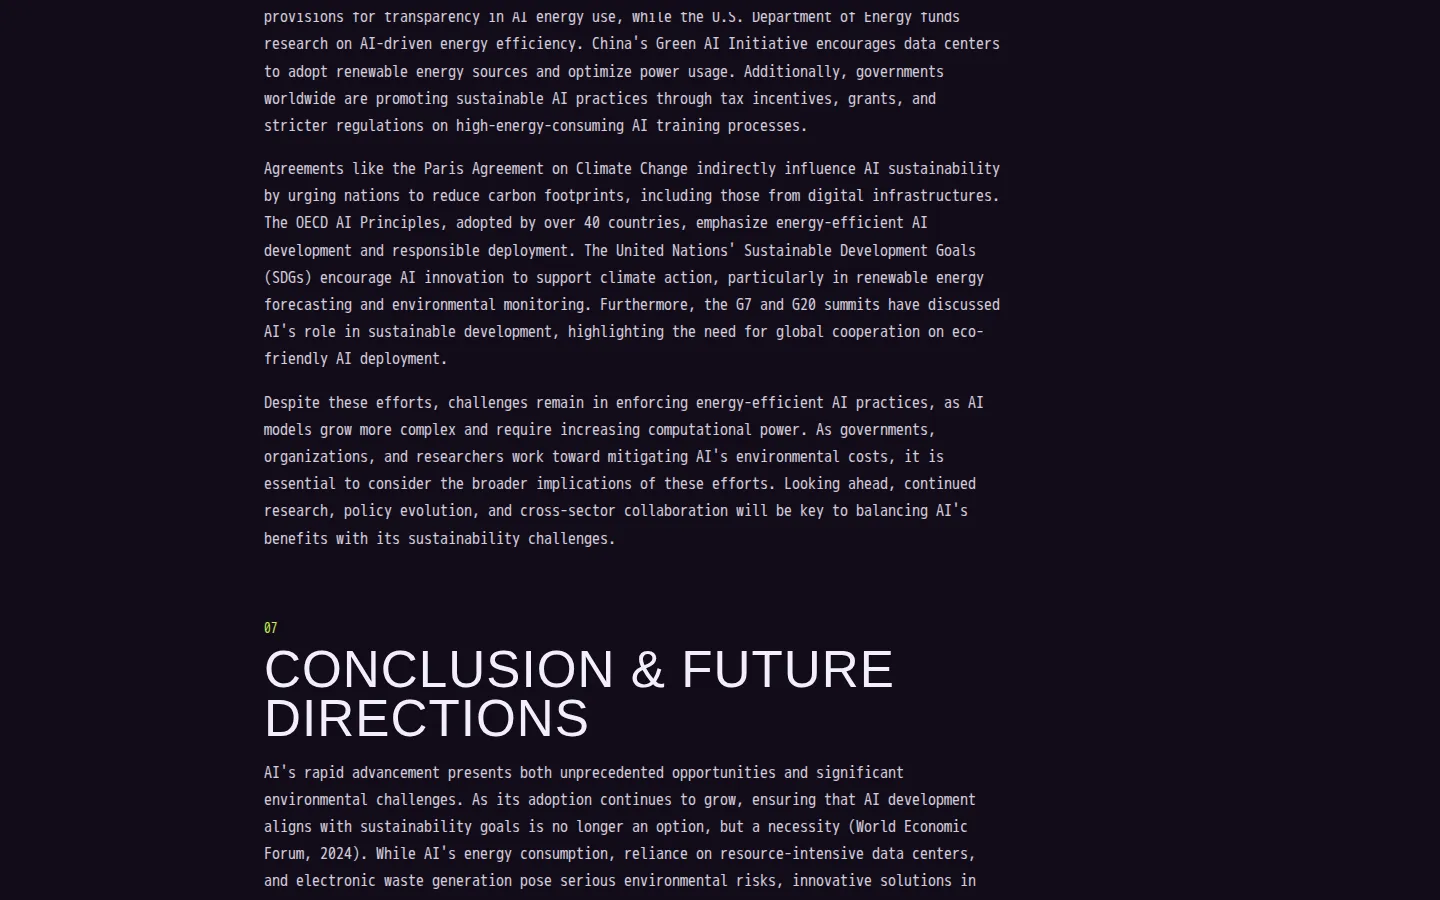 provisions for transparency in AI energy use, while the U.S. Department of Energy funds
research on AI-driven energy efficiency. China's Green AI Initiative encourages data centers
to adopt renewable energy sources and optimize power usage. Additionally, governments
worldwide are promoting sustainable AI practices through tax incentives, grants, and
stricter regulations on high-energy-consuming AI training processes.
Agreements like the Paris Agreement on Climate Change indirectly influence AI sustainability
by urging nations to reduce carbon footprints, including those from digital infrastructures.
The OECD AI Principles, adopted by over 40 countries, emphasize energy-efficient AI
development and responsible deployment. The United Nations' Sustainable Development Goals
(SDGs) encourage AI innovation to support climate action, particularly in renewable energy
forecasting and environmental monitoring. Furthermore, the G7 and G20 summits have discussed
AI's role in sustainable development, highlighting the need for global cooperation on eco-
friendly AI deployment.
Despite these efforts, challenges remain in enforcing energy-efficient AI practices, as AI
models grow more complex and require increasing computational power. As governments,
organizations, and researchers work toward mitigating AI's environmental costs, it is
essential to consider the broader implications of these efforts. Looking ahead, continued
research, policy evolution, and cross-sector collaboration will be key to balancing AI's
benefits with its sustainability challenges.
07
CONCLUSION & FUTURE
DIRECTIONS
AI's rapid advancement presents both unprecedented opportunities and significant
environmental challenges. As its adoption continues to grow, ensuring that AI development
aligns with sustainability goals is no longer an option, but a necessity (World Economic
Forum, 2024). While AI's energy consumption, reliance on resource-intensive data centers,
and electronic waste generation pose serious environmental risks, innovative solutions in